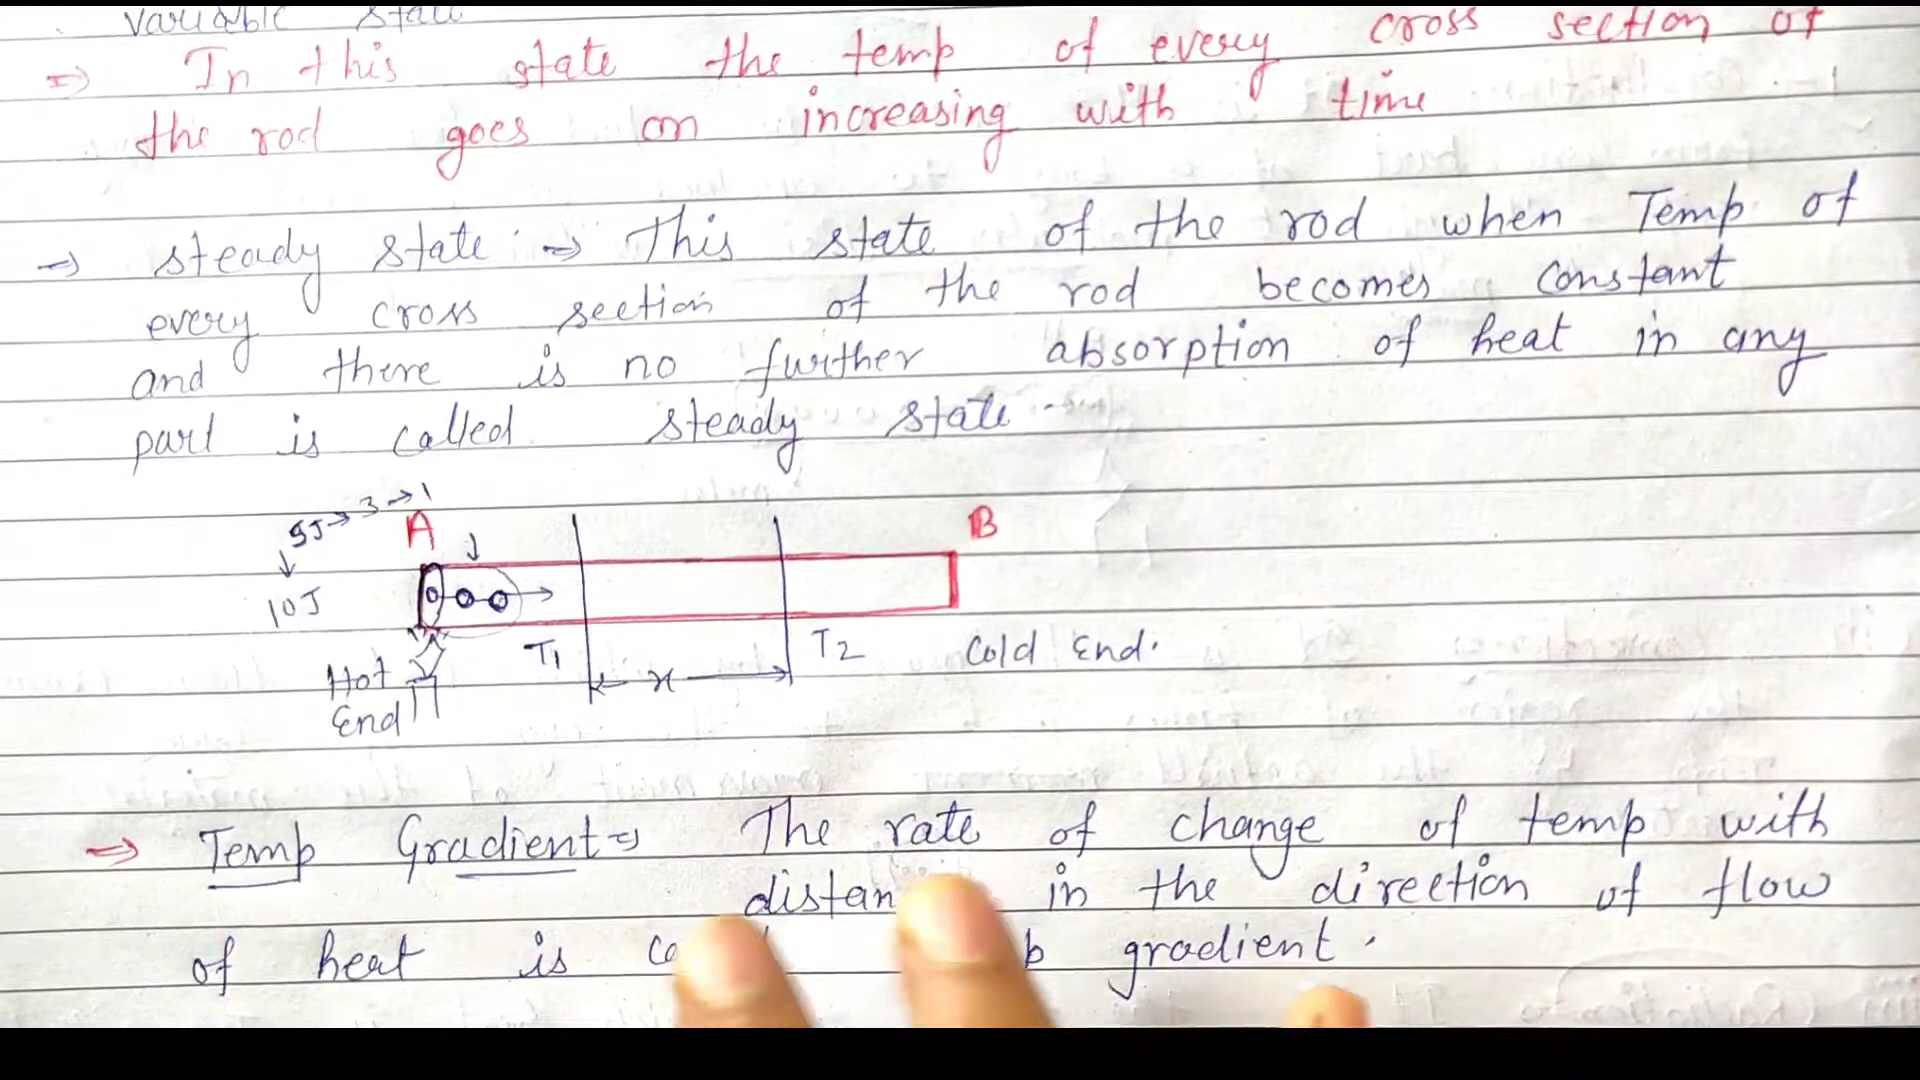 variable state
⇒ In this state the temp of every cross section of
the rod goes on increasing with time
→ steady state :→ This state of the rod when Temp of
every cross section of the rod becomes constant
and there is no further absorption of heat in any
part is called steady state
5J→ 3 → 1
A B
↓
10J
T1 T2 Cold End.
Hot x
End
⇒ Temp Gradient ⇒ The rate of change of temp with
distan in the direction of flow
of heat is b gradient.